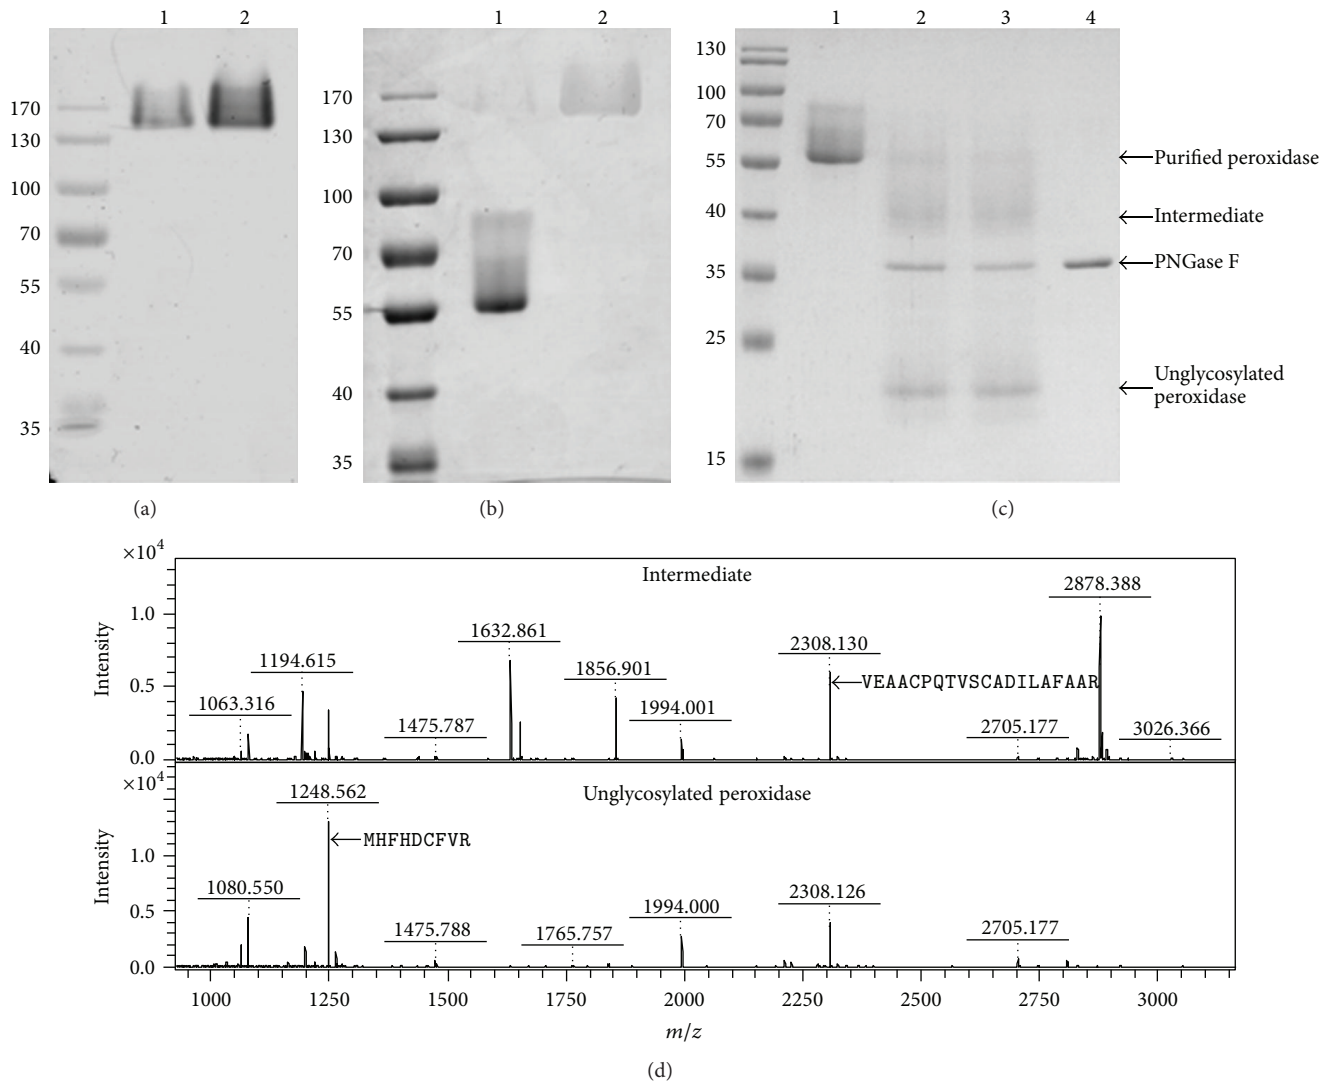 1 2
170
130
100
70
55
40
35
(a)
1 2
170
130
100
70
55
40
35
(b)
1 2 3 4
130
100
70
55
40
35
25
15
Purified peroxidase
Intermediate
PNGase F
Unglycosylated
peroxidase
(c)
×10⁴
Intermediate
Intensity
1.0
0.5
0.0
1063.316
1194.615
1475.787
1632.861
1856.901
1994.001
2308.130
VEAACPQTVSCADILAFAAR
2705.177
2878.388
3026.366
×10⁴
Unglycosylated peroxidase
Intensity
1.0
0.5
0.0
1080.550
1248.562
MHFHDCFVR
1475.788
1765.757
1994.000
2308.126
2705.177
1000 1250 1500 1750 2000 2250 2500 2750 3000
m/z
(d)